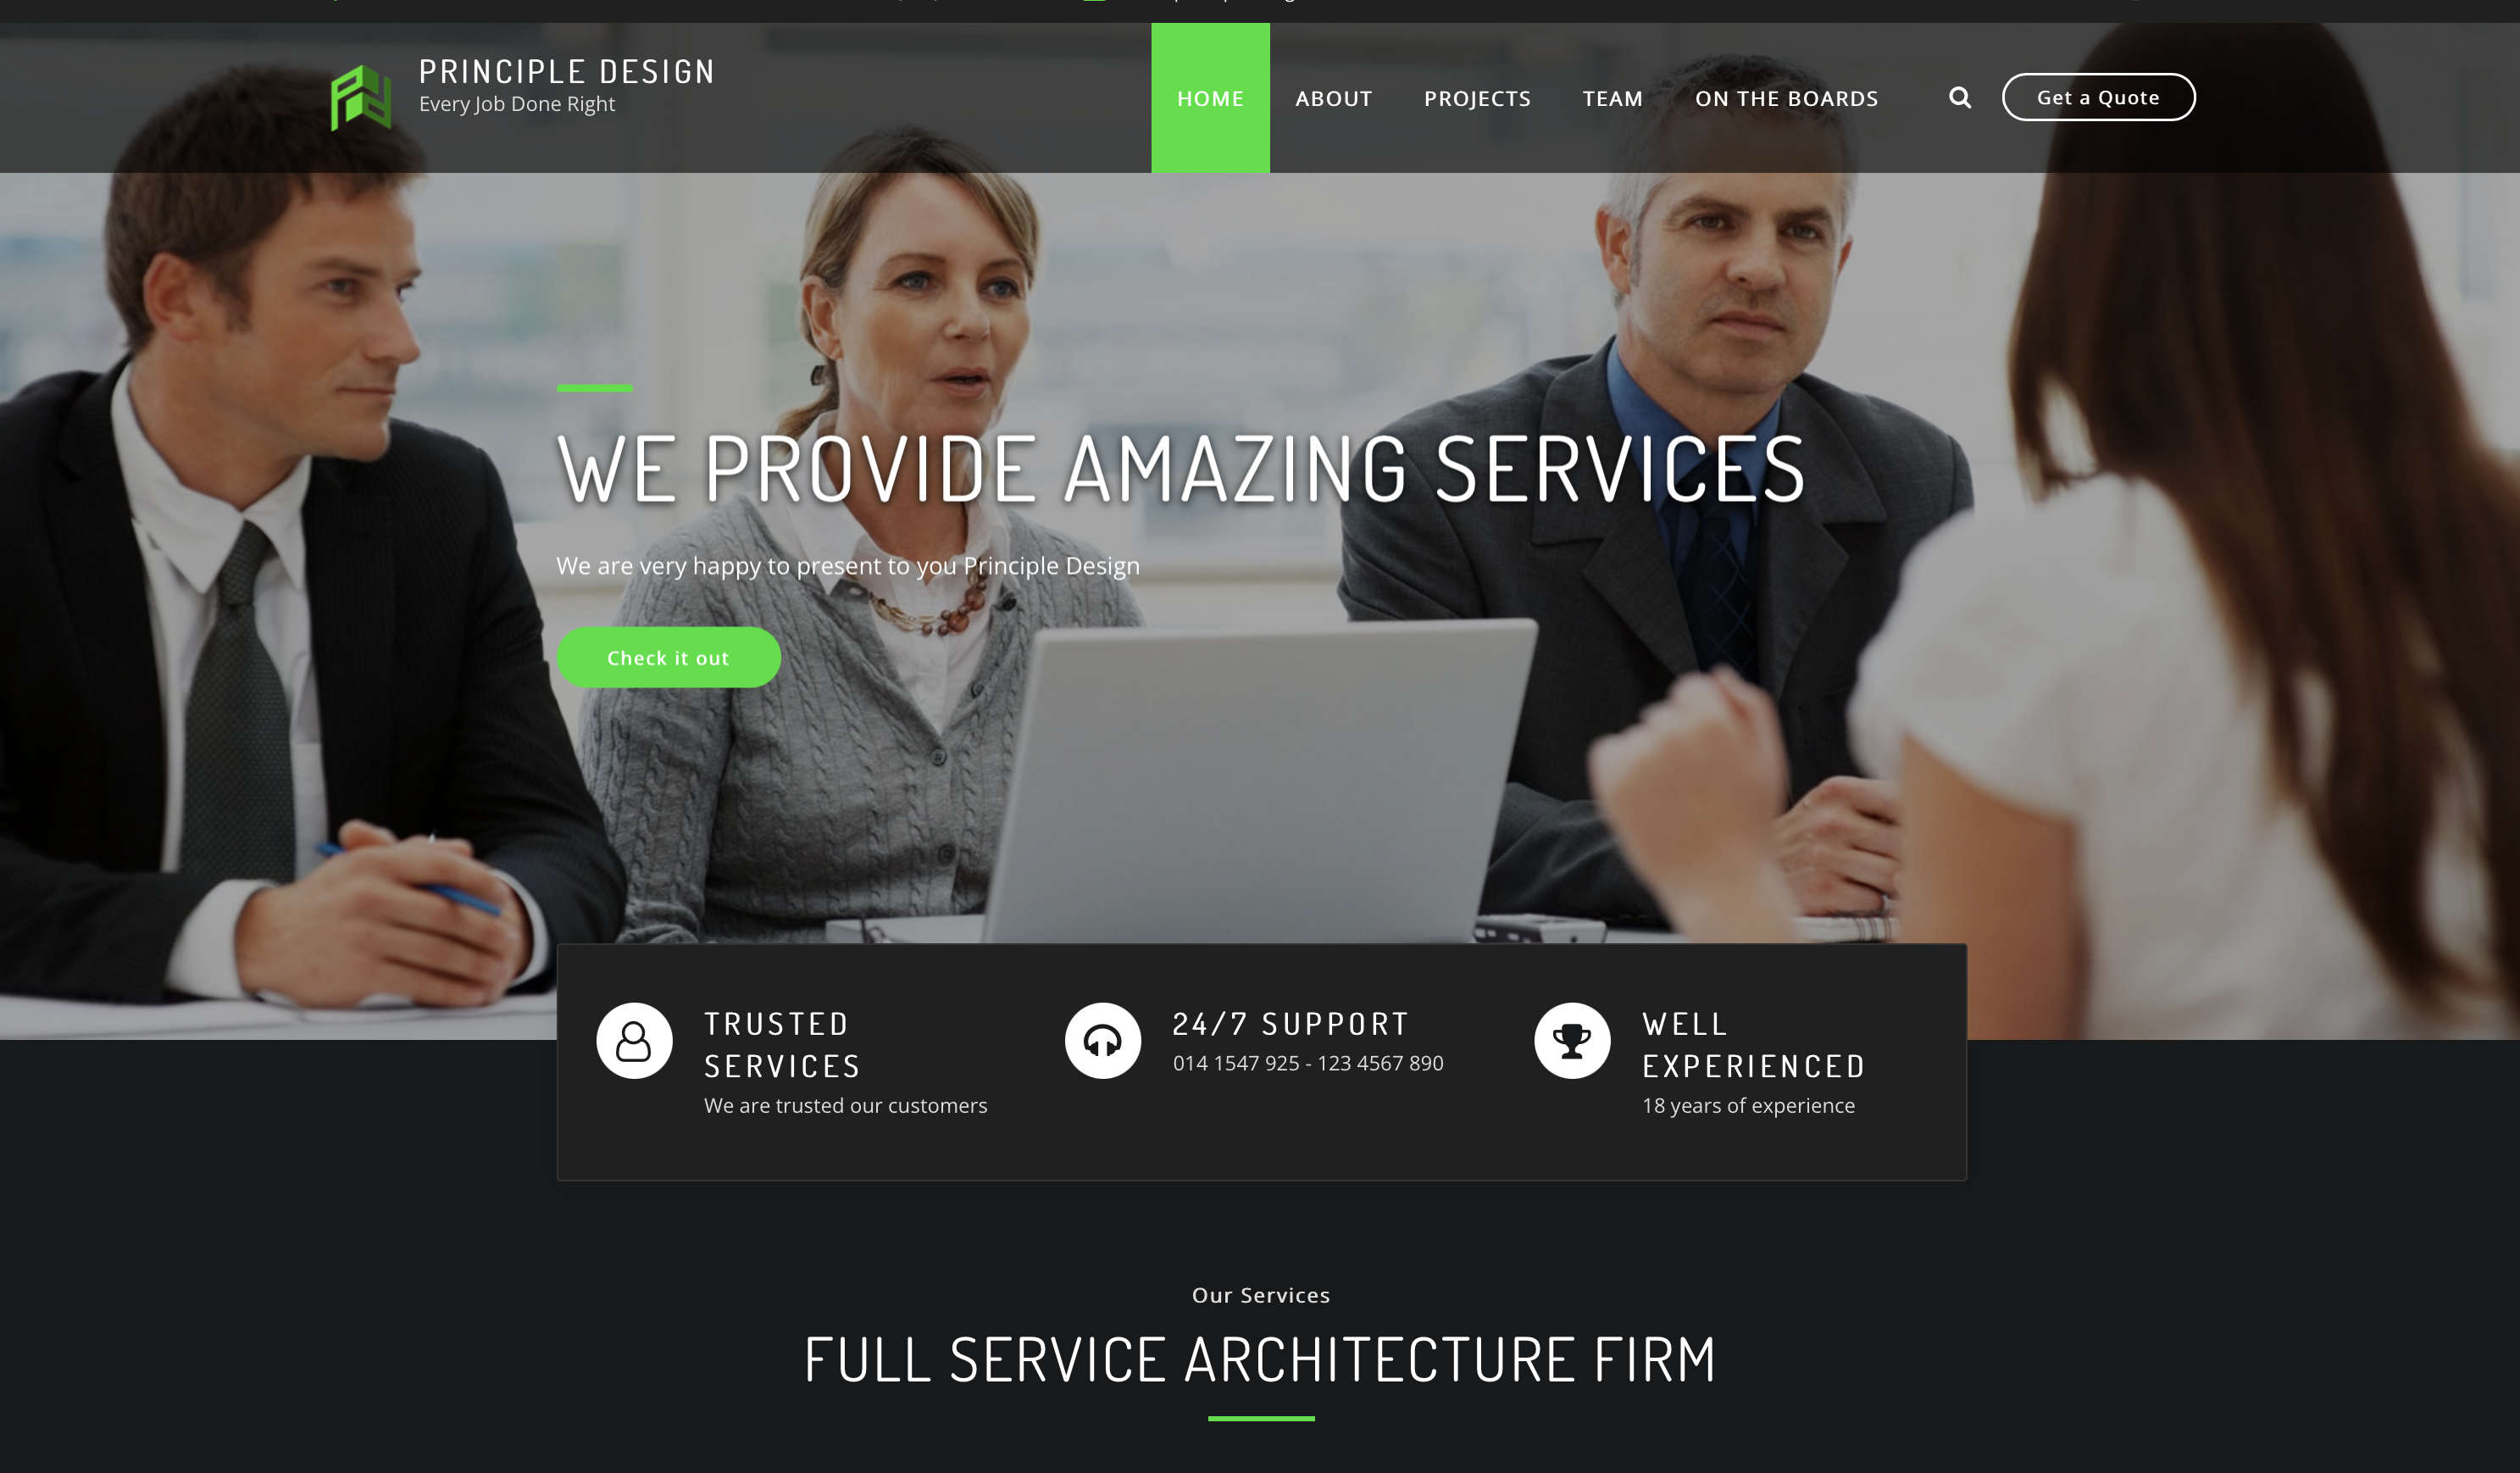 PRINCIPLE DESIGN
Every Job Done Right
HOME ABOUT PROJECTS TEAM ON THE BOARDS Get a Quote
WE PROVIDE AMAZING SERVICES
We are very happy to present to you Principle Design
Check it out
TRUSTED
SERVICES
We are trusted our customers
24/7 SUPPORT
014 1547 925 - 123 4567 890
WELL
EXPERIENCED
18 years of experience
Our Services
FULL SERVICE ARCHITECTURE FIRM